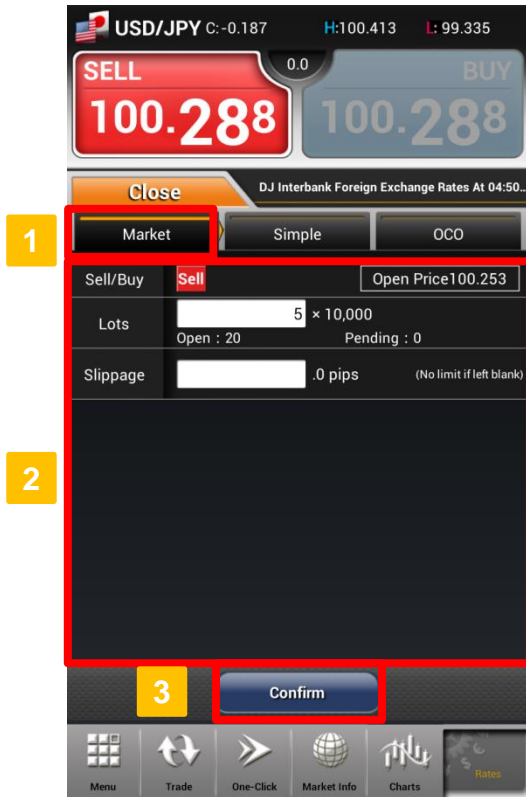 USD/JPY C:-0.187 H:100.413 L: 99.335
SELL 0.0 BUY
100.288 100.288
Close DJ Interbank Foreign Exchange Rates At 04:50..
1
Market Simple OCO
Sell/Buy Sell Open Price100.253
Lots 5 × 10,000
Open : 20 Pending : 0
Slippage .0 pips (No limit if left blank)
2
3 Confirm
Menu Trade One-Click Market Info Charts Rates